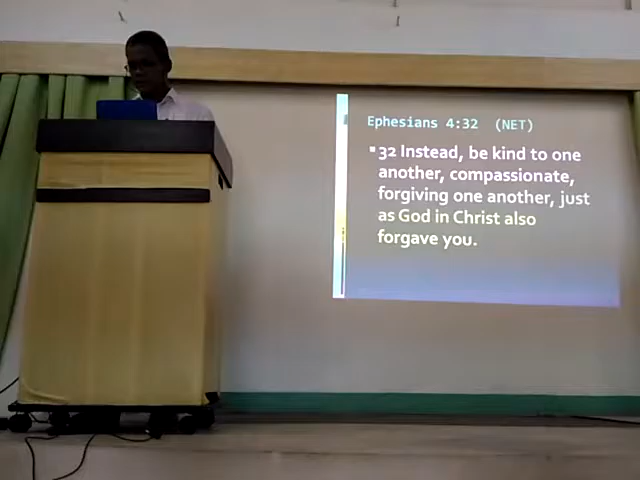 Ephesians 4:32 (NET)
▪32 Instead, be kind to one
another, compassionate,
forgiving one another, just
as God in Christ also
forgave you.